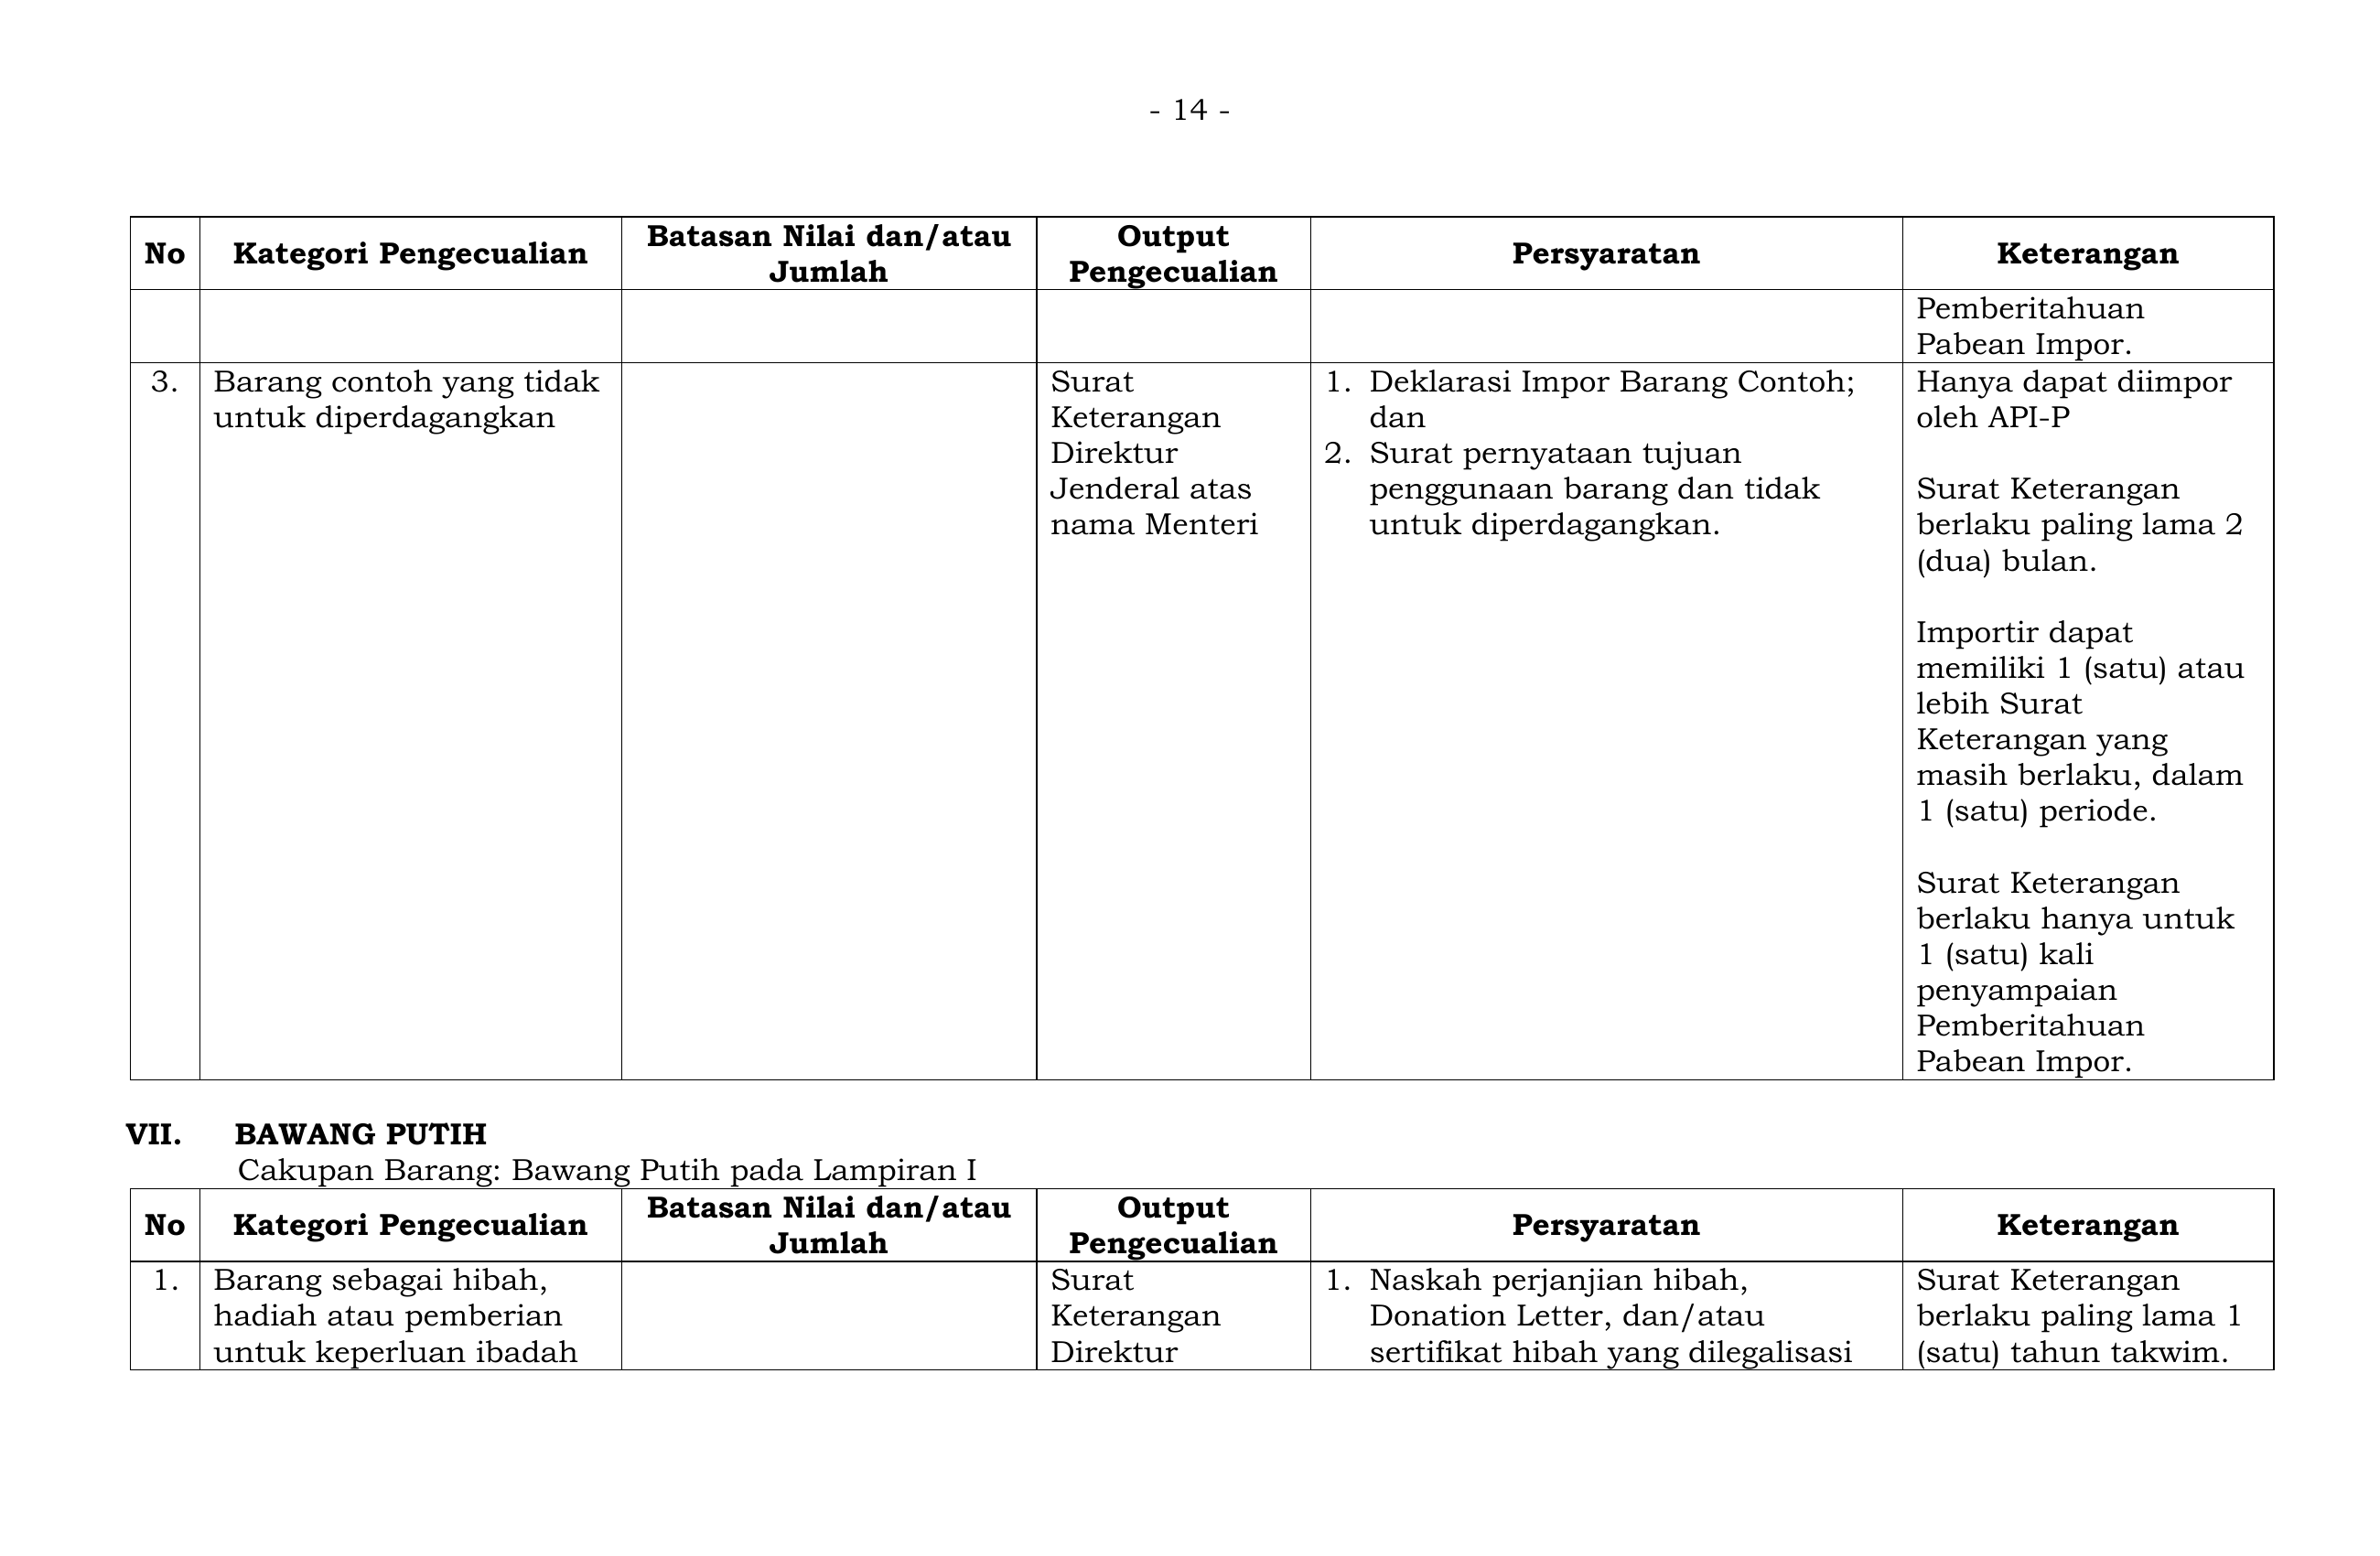 - 14 -
No
Kategori Pengecualian
Batasan Nilai dan/atau
Jumlah
Output
Pengecualian
Persyaratan
Keterangan
Pemberitahuan
Pabean Impor.
3.
Barang contoh yang tidak
untuk diperdagangkan
Surat
Keterangan
Direktur
Jenderal atas
nama Menteri
1. Deklarasi Impor Barang Contoh;
dan
2. Surat pernyataan tujuan
penggunaan barang dan tidak
untuk diperdagangkan.
Hanya dapat diimpor
oleh API-P
Surat Keterangan
berlaku paling lama 2
(dua) bulan.
Importir dapat
memiliki 1 (satu) atau
lebih Surat
Keterangan yang
masih berlaku, dalam
1 (satu) periode.
Surat Keterangan
berlaku hanya untuk
1 (satu) kali
penyampaian
Pemberitahuan
Pabean Impor.
VII. BAWANG PUTIH
Cakupan Barang: Bawang Putih pada Lampiran I
No
Kategori Pengecualian
Batasan Nilai dan/atau
Jumlah
Output
Pengecualian
Persyaratan
Keterangan
1.
Barang sebagai hibah,
hadiah atau pemberian
untuk keperluan ibadah
Surat
Keterangan
Direktur
1. Naskah perjanjian hibah,
Donation Letter, dan/atau
sertifikat hibah yang dilegalisasi
Surat Keterangan
berlaku paling lama 1
(satu) tahun takwim.